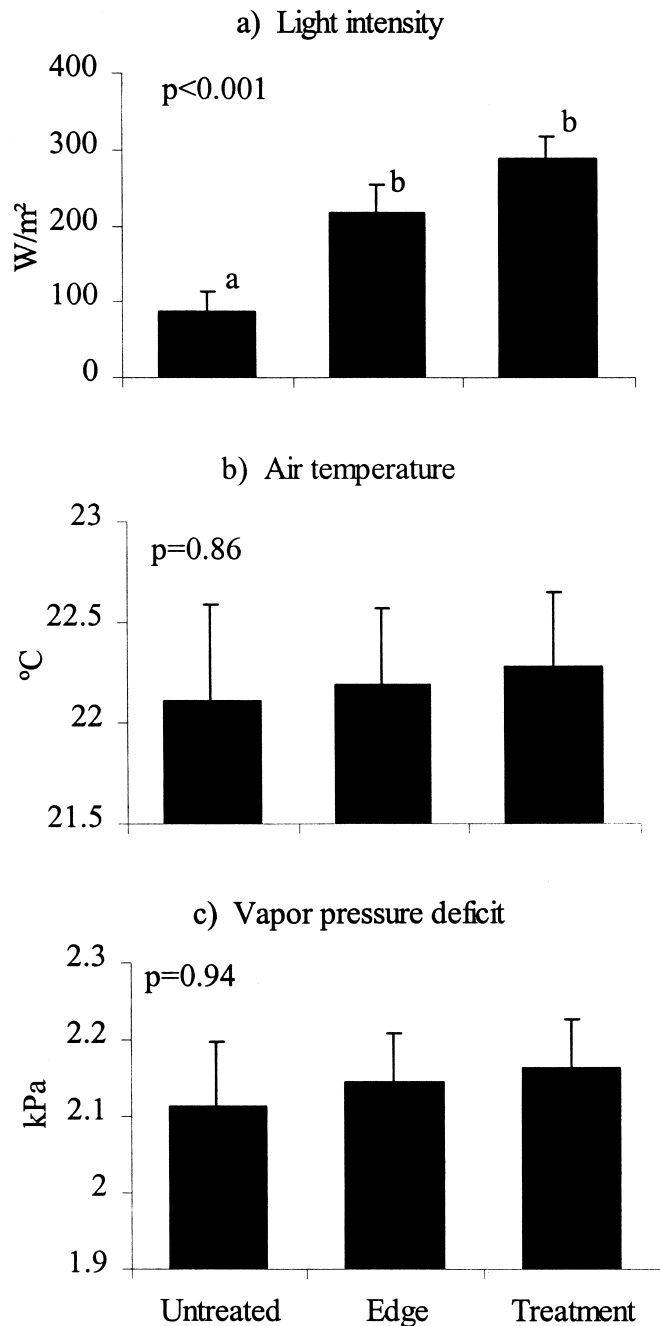 a) Light intensity
400
p<0.001
300
b
b
W/m²
200
a
100
0
b) Air temperature
23
p=0.86
22.5
ºC
22
21.5
c) Vapor pressure deficit
2.3
p=0.94
2.2
kPa
2.1
2
1.9
Untreated Edge Treatment